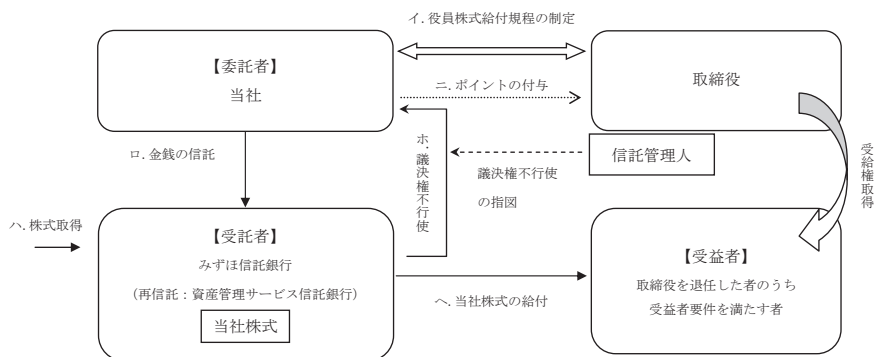 イ. 役員株式給付規程の制定
【委託者】
当社
ニ. ポイントの付与
取締役
ロ. 金銭の信託
ホ. 議決権不行使
議決権不行使
の指図
信託管理人
受給権取得
ハ. 株式取得
【受託者】
みずほ信託銀行
(再信託：資産管理サービス信託銀行)
当社株式
ヘ. 当社株式の給付
【受益者】
取締役を退任した者のうち
受益者要件を満たす者